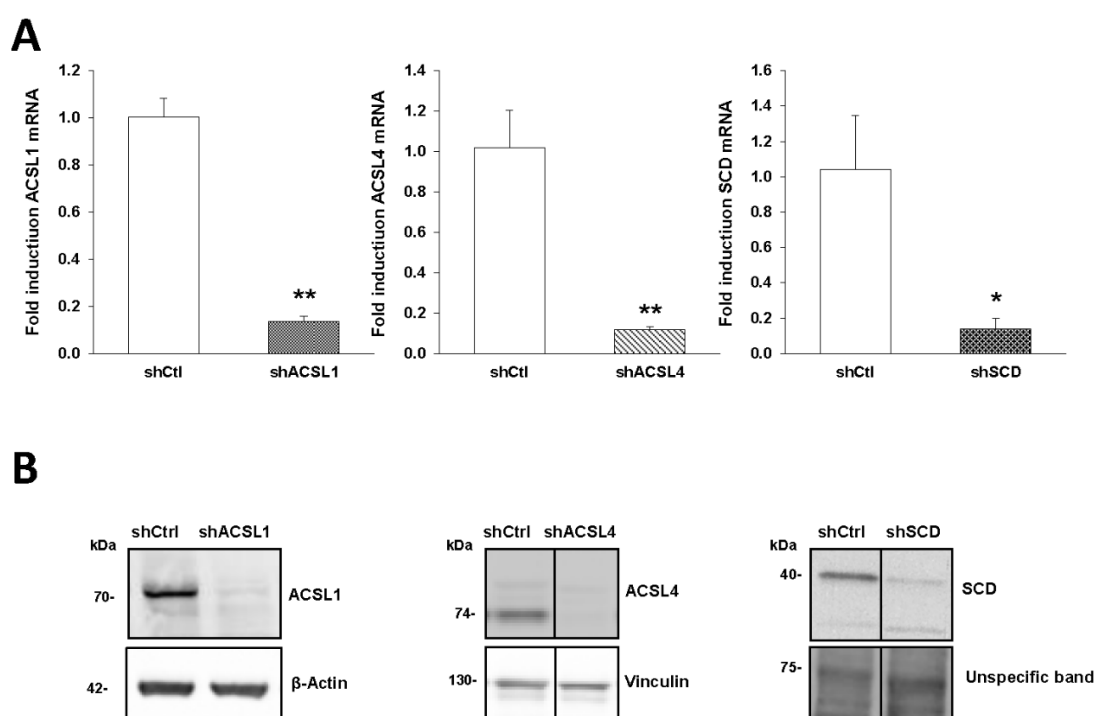 A
Fold inductiuon ACSL1 mRNA
1.2
1.0
0.8
0.6
0.4
0.2
0.0
**
shCtl shACSL1
Fold inductiuon ACSL4 mRNA
1.4
1.2
1.0
0.8
0.6
0.4
0.2
0.0
**
shCtl shACSL4
Fold inductiuon SCD mRNA
1.6
1.4
1.2
1.0
0.8
0.6
0.4
0.2
0.0
*
shCtl shSCD
B
shCtrl shACSL1
kDa
70- ACSL1
42- β-Actin
shCtrl shACSL4
kDa
74- ACSL4
130- Vinculin
shCtrl shSCD
kDa
40- SCD
75- Unspecific band